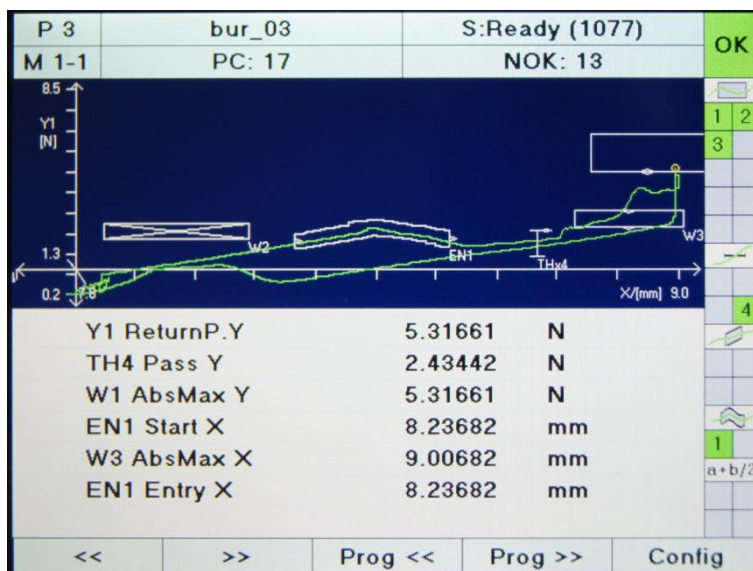 P 3 bur_03 S:Ready (1077) OK
M 1-1 PC: 17 NOK: 13
8.5
Y1
[N]
1 2
3
W2
EN1
THx4
W3
1.3
0.2
X/[mm] 9.0
4
Y1 ReturnP.Y 5.31661 N
TH4 Pass Y 2.43442 N
W1 AbsMax Y 5.31661 N
EN1 Start X 8.23682 mm
W3 AbsMax X 9.00682 mm
EN1 Entry X 8.23682 mm
1
a+b/2
<< >> Prog << Prog >> Config